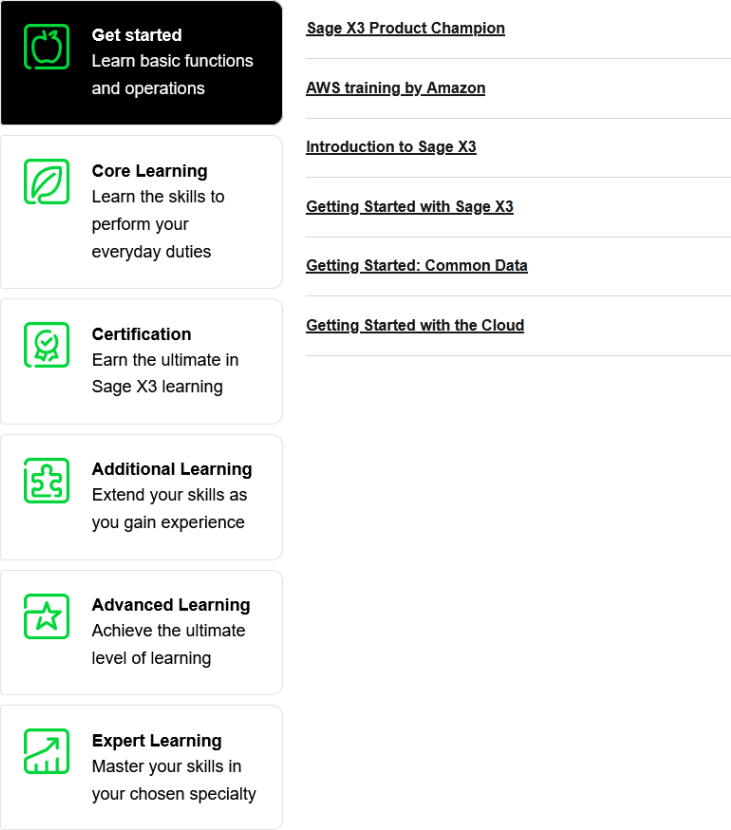 Get started
Learn basic functions
and operations
Core Learning
Learn the skills to
perform your
everyday duties
Certification
Earn the ultimate in
Sage X3 learning
Additional Learning
Extend your skills as
you gain experience
Advanced Learning
Achieve the ultimate
level of learning
Expert Learning
Master your skills in
your chosen specialty
Sage X3 Product Champion
AWS training by Amazon
Introduction to Sage X3
Getting Started with Sage X3
Getting Started: Common Data
Getting Started with the Cloud